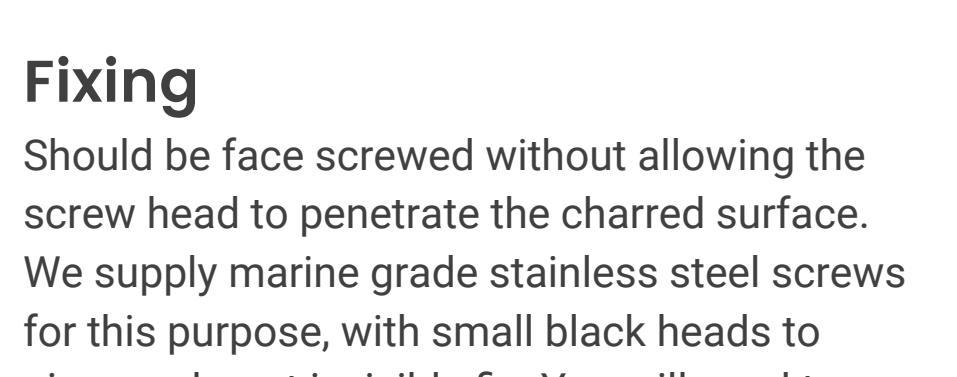 Fixing
Should be face screwed without allowing the
screw head to penetrate the charred surface.
We supply marine grade stainless steel screws
for this purpose, with small black heads to